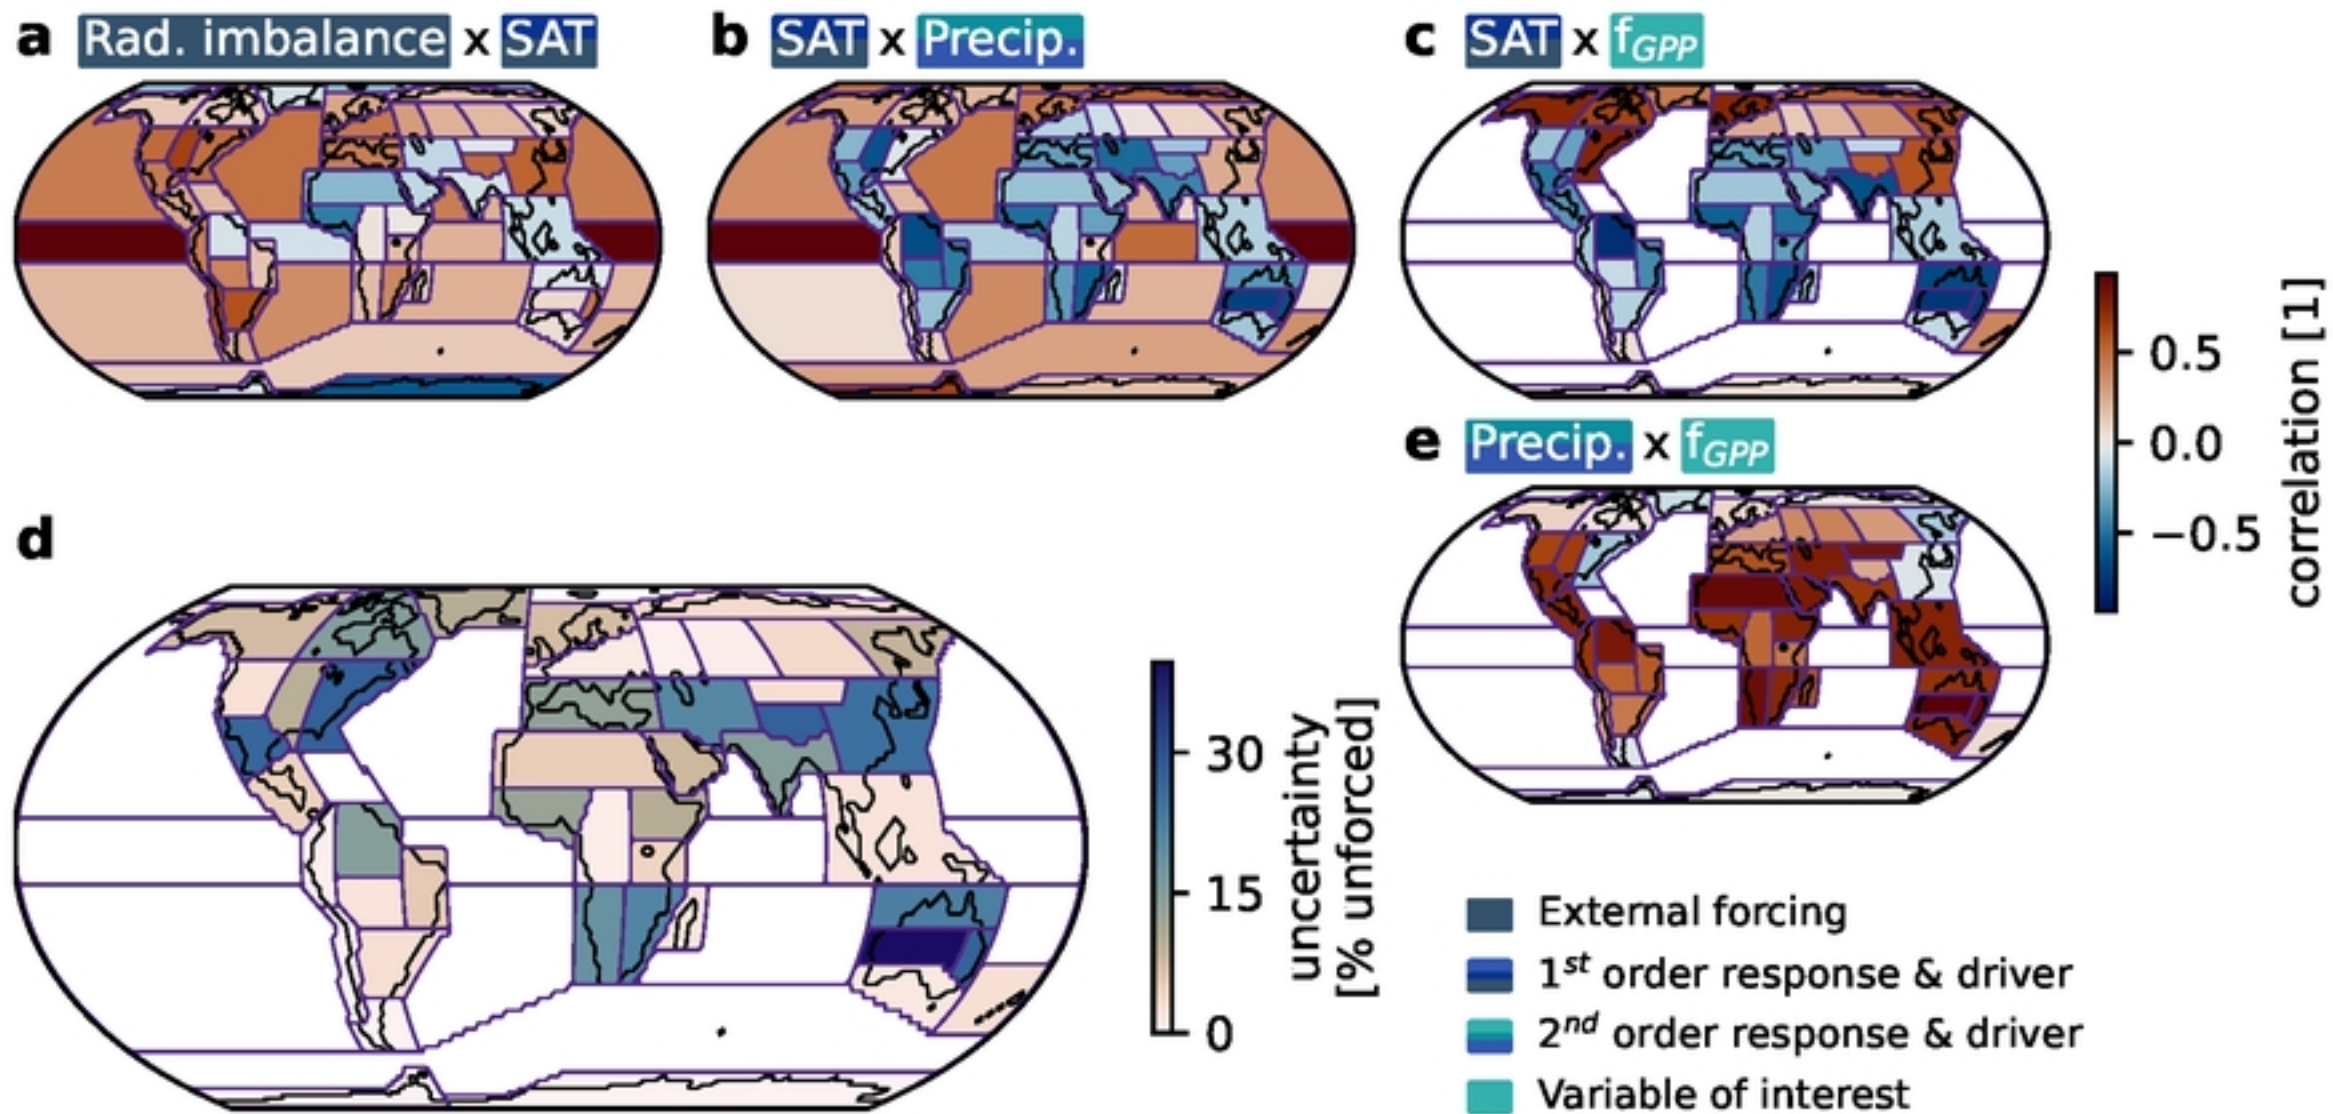 a Rad. imbalance x SAT
b SAT x Precip.
c SAT x fGPP
e Precip. x fGPP
0.5
0.0
−0.5
correlation [1]
d
30
15
0
uncertainty
[% unforced]
External forcing
1st order response & driver
2nd order response & driver
Variable of interest